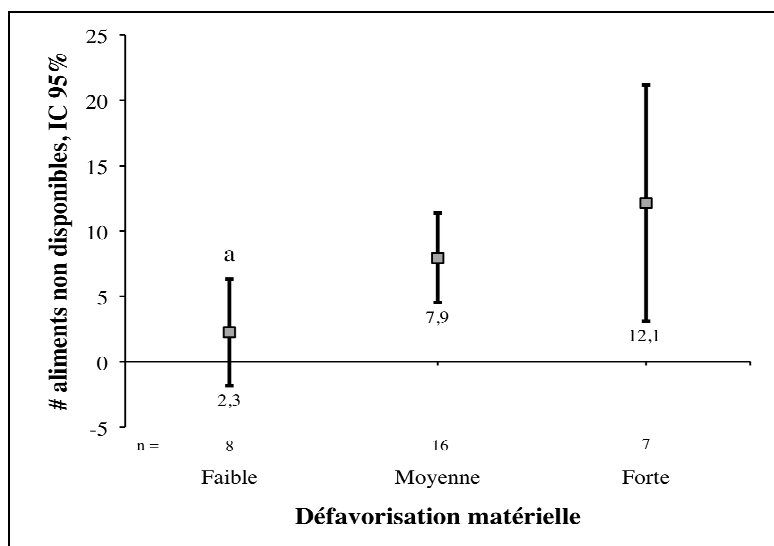 # aliments non disponibles, IC 95%
25
20
15
10
5
0
-5
a
2,3
7,9
12,1
n = 8 16 7
Faible Moyenne Forte
Défavorisation matérielle